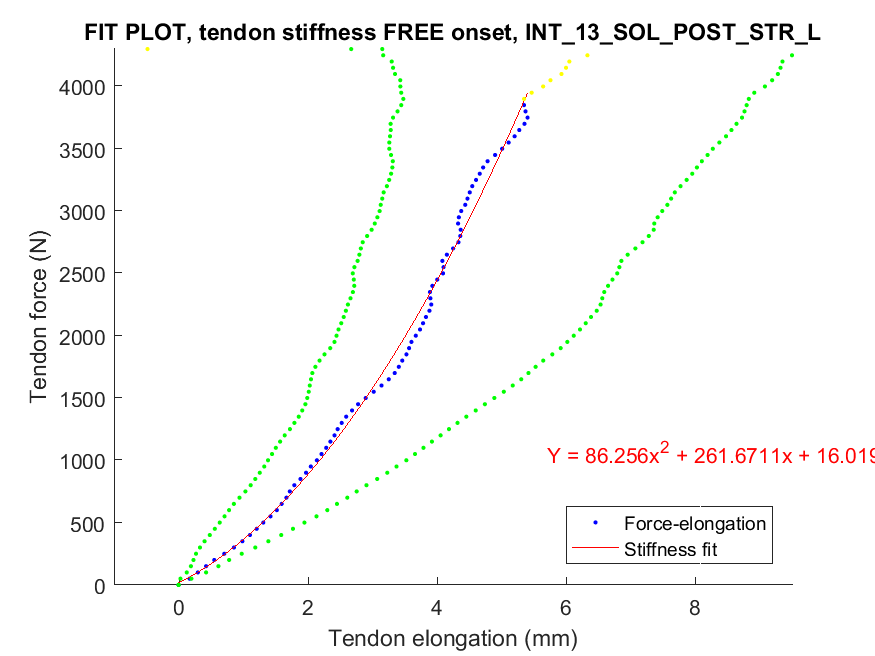 FIT PLOT, tendon stiffness FREE onset, INT_13_SOL_POST_STR_L
4000
3500
3000
2500
2000
1500
1000
500
0
Tendon force (N)
Y = 86.256x² + 261.6711x + 16.019
Force-elongation
Stiffness fit
0 2 4 6 8
Tendon elongation (mm)